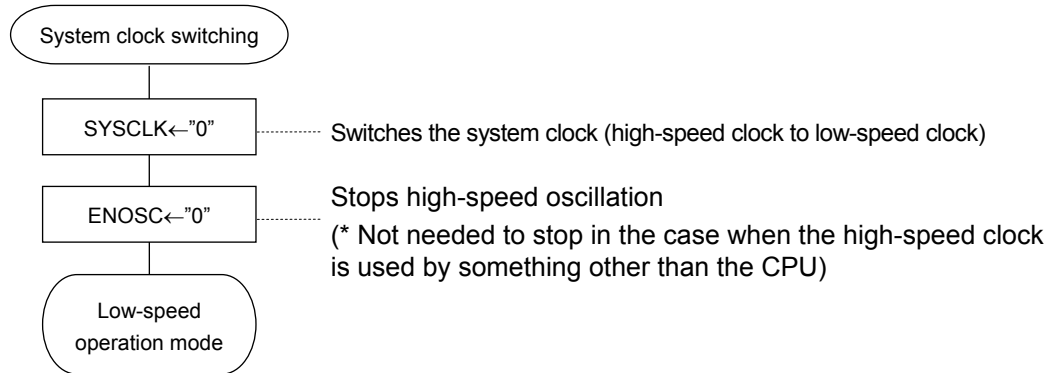 System clock switching
SYSCLK←”0”
Switches the system clock (high-speed clock to low-speed clock)
ENOSC←”0”
Stops high-speed oscillation
(* Not needed to stop in the case when the high-speed clock
is used by something other than the CPU)
Low-speed
operation mode